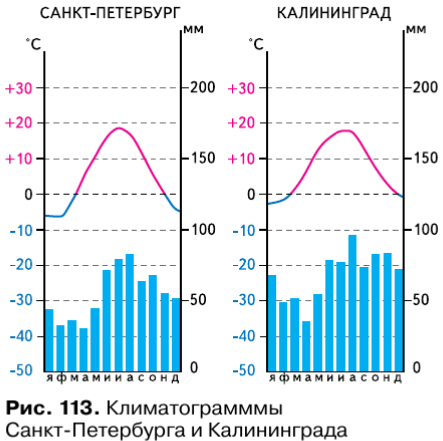 САНКТ-ПЕТЕРБУРГ
°C
мм
+30
+20
+10
0
-10
-20
-30
-40
-50
200
150
100
50
0
я ф м а м и и а с о н д
КАЛИНИНГРАД
°C
мм
+30
+20
+10
0
-10
-20
-30
-40
-50
200
150
100
50
0
я ф м а м и и а с о н д
Рис. 113. Климатограмммы
Санкт-Петербурга и Калининграда